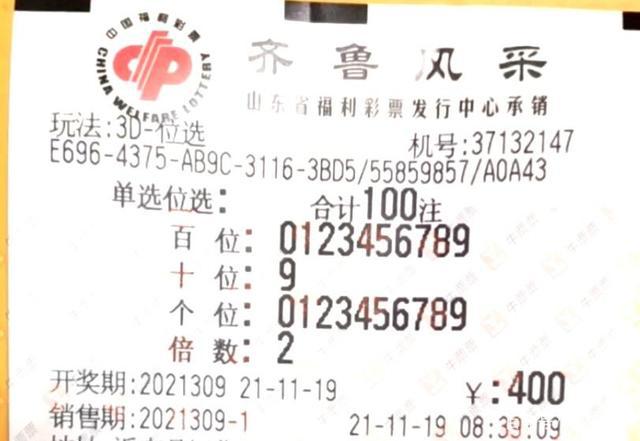 中国福利彩票
CHINA WELFARE LOTTERY
齐鲁风采
山东省福利彩票发行中心承销
玩法:3D-位选
机号:37132147
E696-4375-AB9C-3116-3BD5/55859857/A0A43
单选位选: 合计100注
百位:0123456789
十位:9
个位:0123456789
倍数:2
开奖期:2021309 21-11-19 ¥:400
销售期:2021309-1 21-11-19 08:39:09